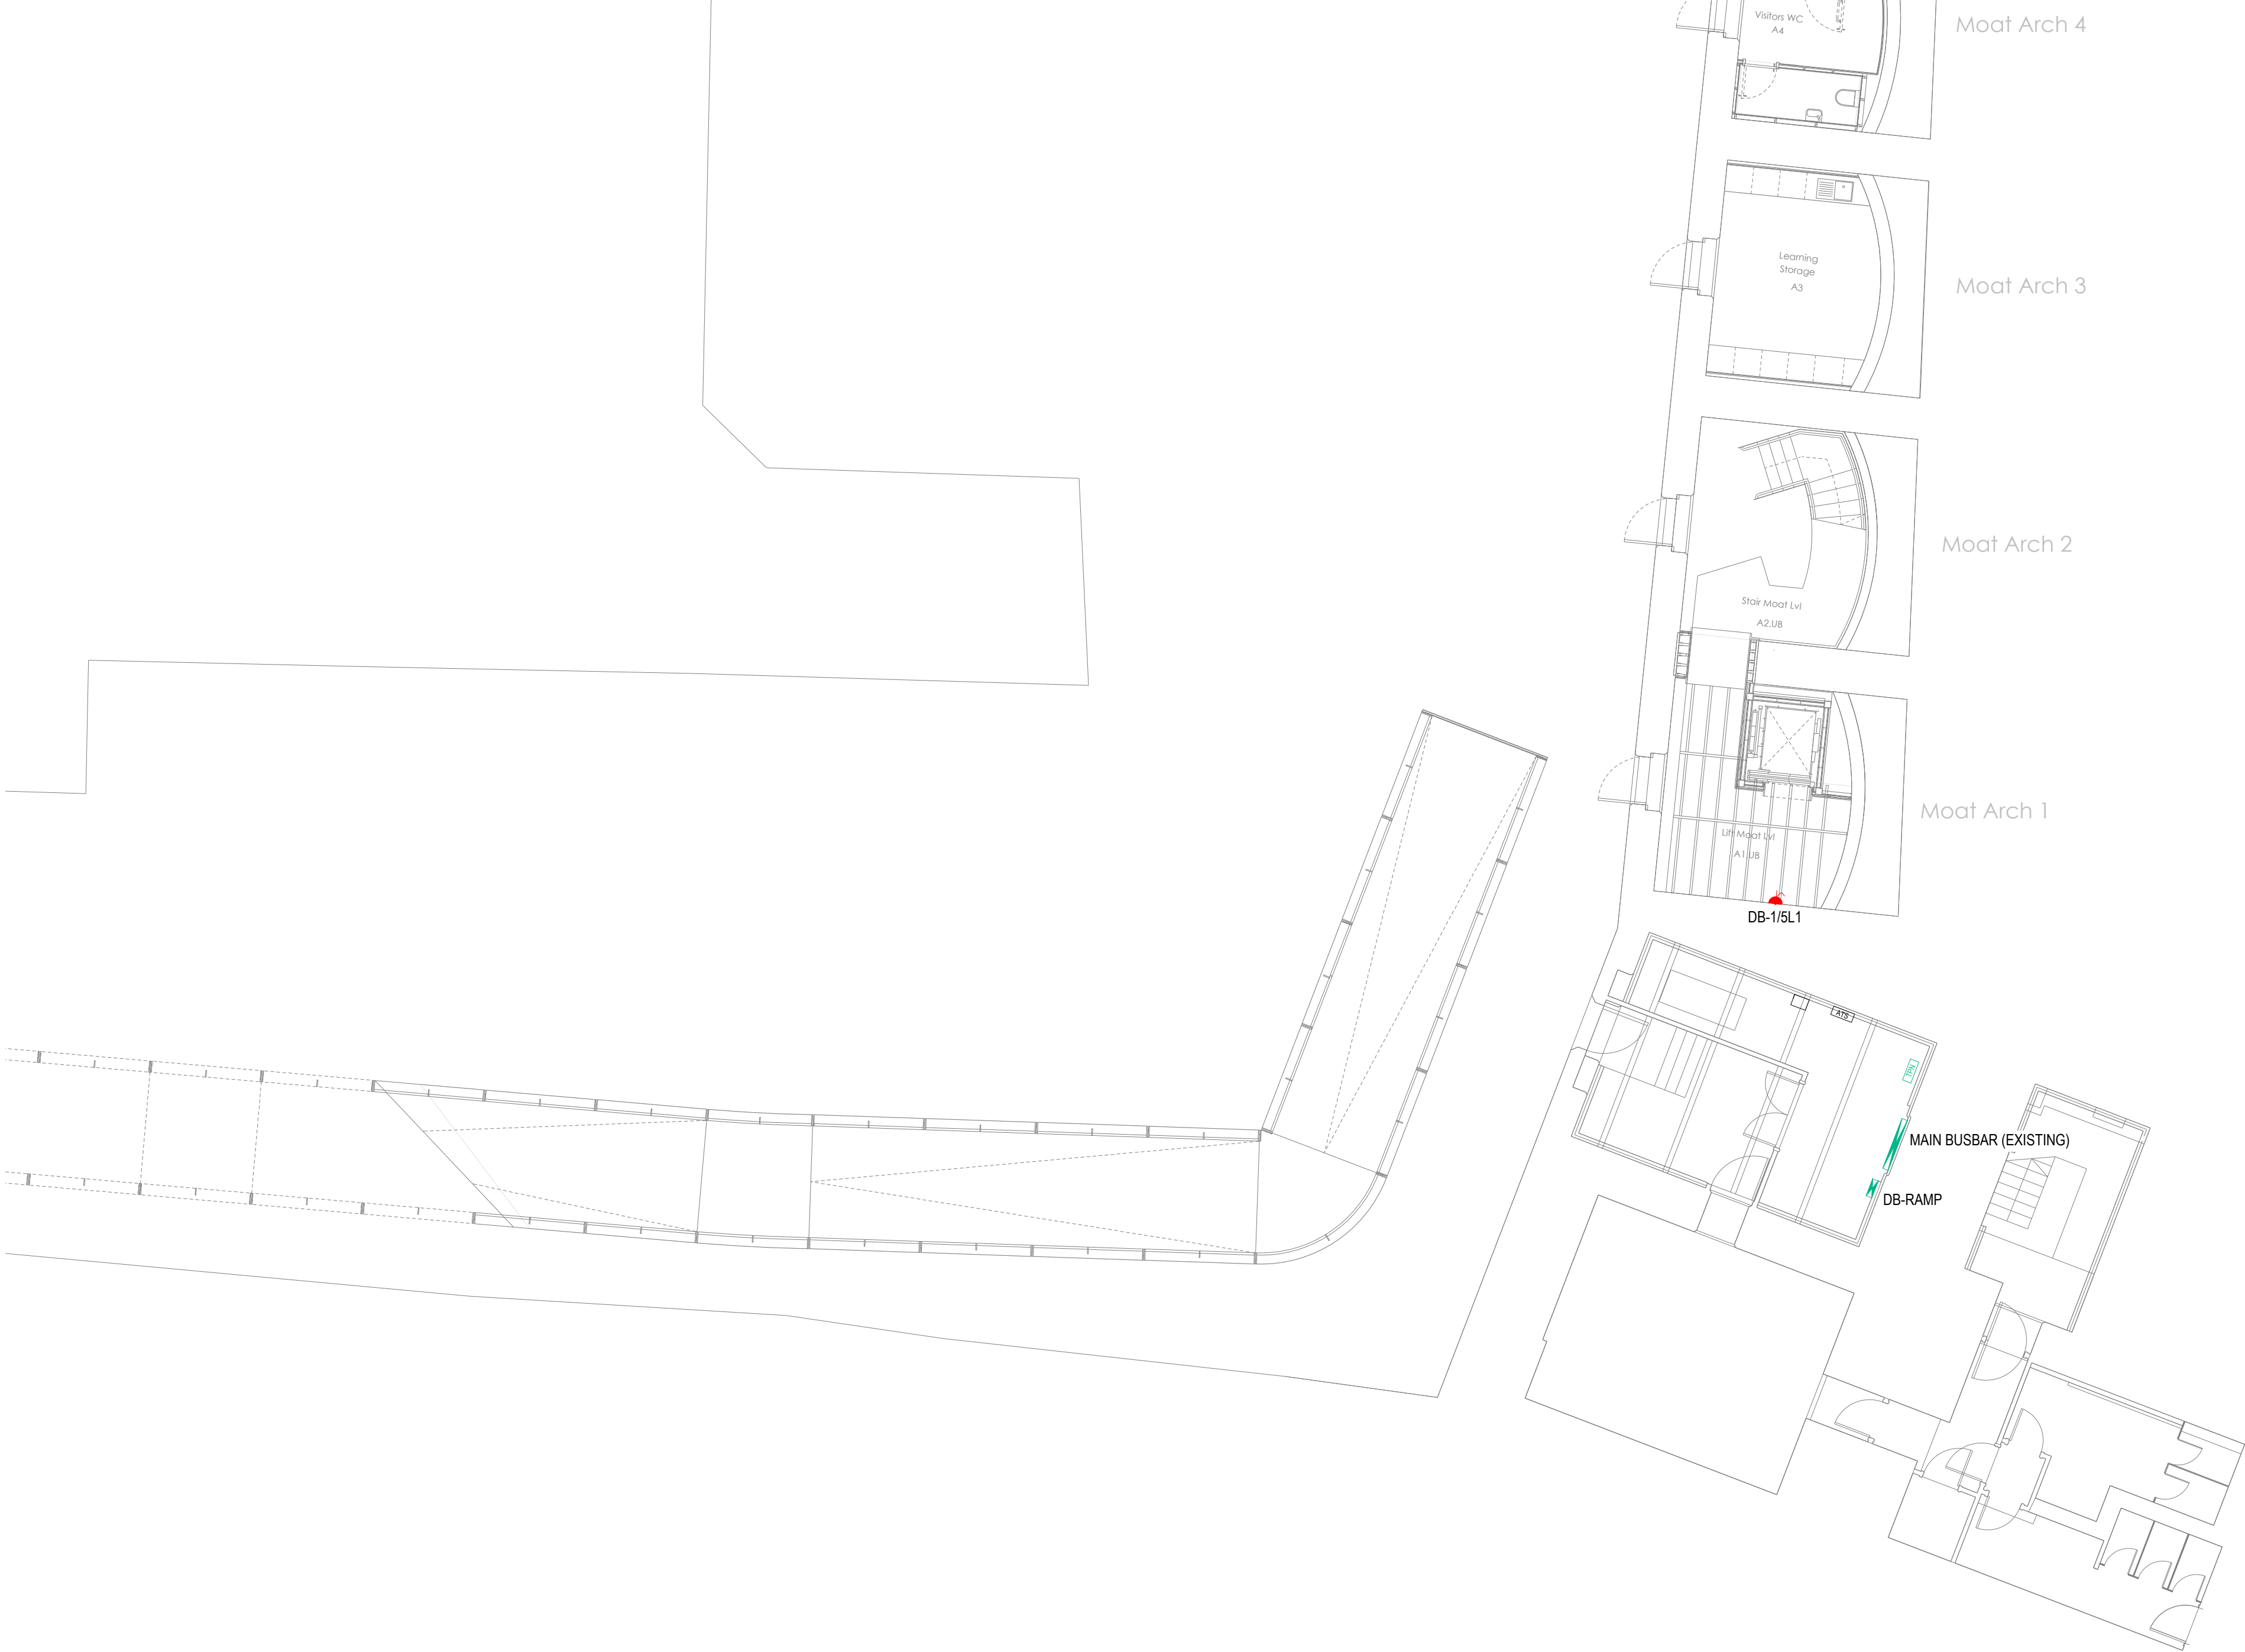 Visitors WC
A4
Moat Arch 4
Learning
Storage
A3
Moat Arch 3
Moat Arch 2
Stair Moat Lvl
A2.UB
Moat Arch 1
Lift Moat Lvl
A1.UB
DB-1/5L1
ATS
TPN
MAIN BUSBAR (EXISTING)
DB-RAMP